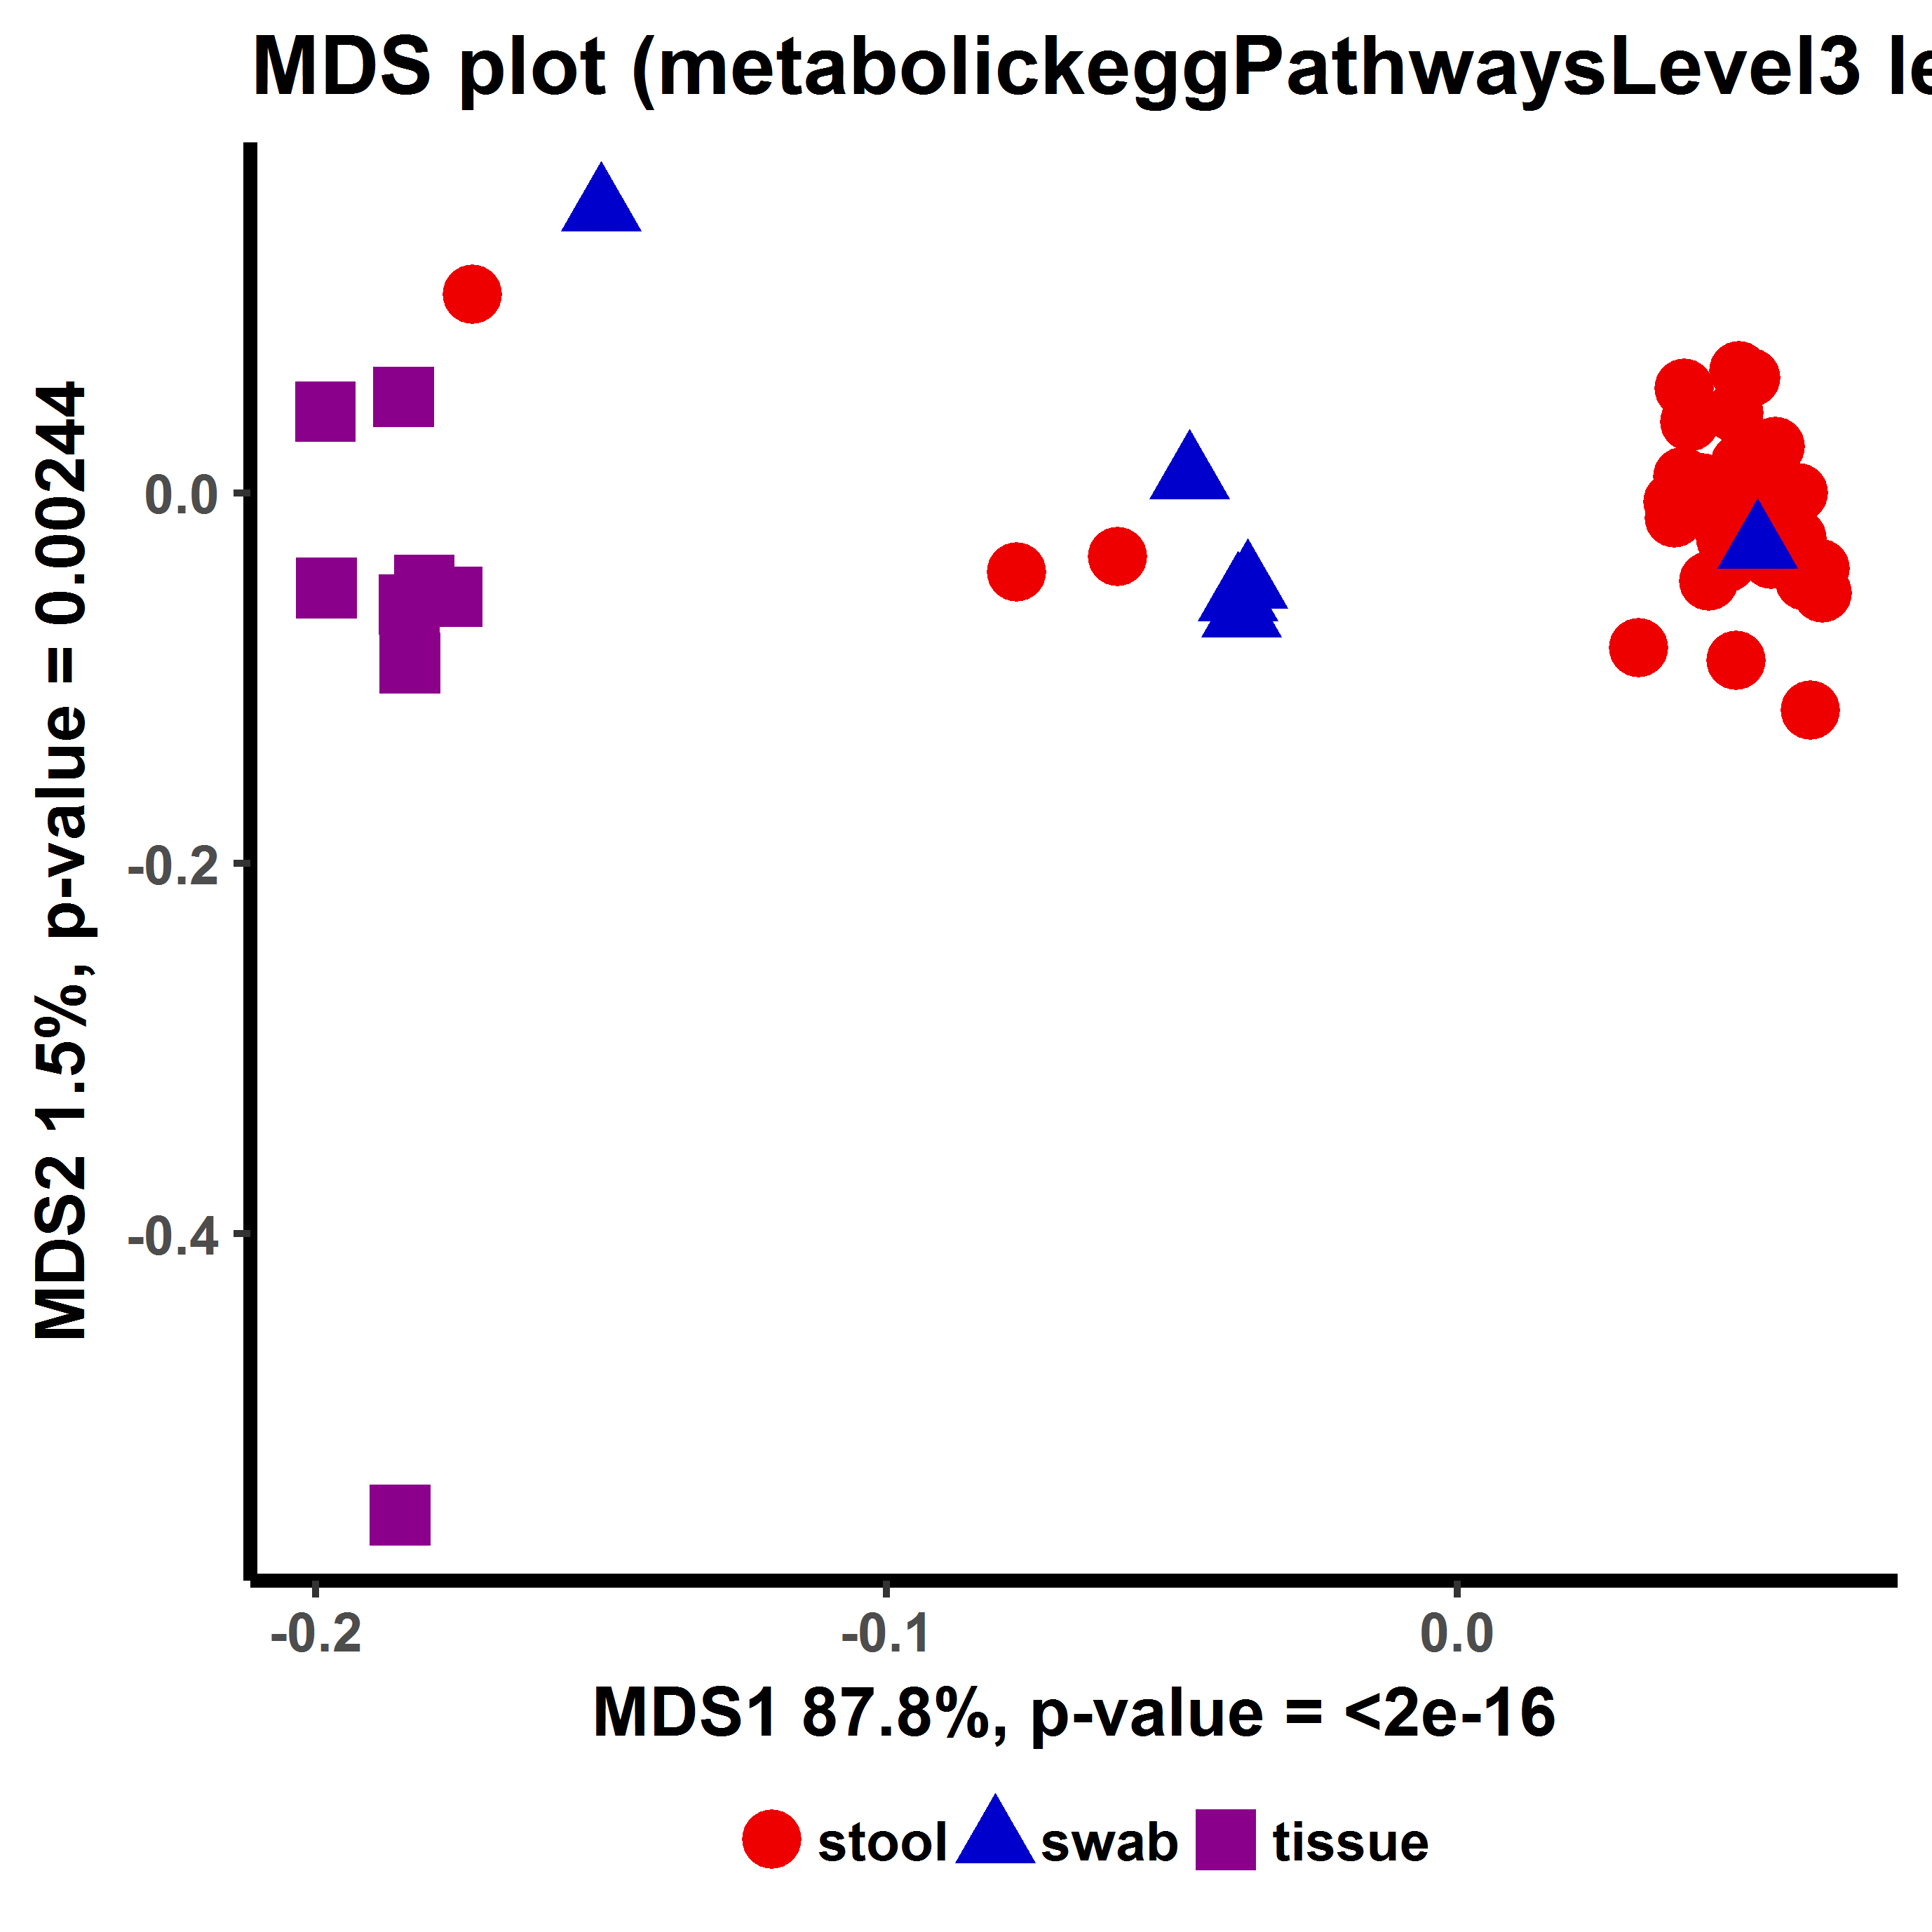 MDS plot (metabolickeggPathwaysLevel3 le
MDS2 1.5%, p-value = 0.00244
0.0
-0.2
-0.4
-0.2 -0.1 0.0
MDS1 87.8%, p-value = <2e-16
stool swab tissue